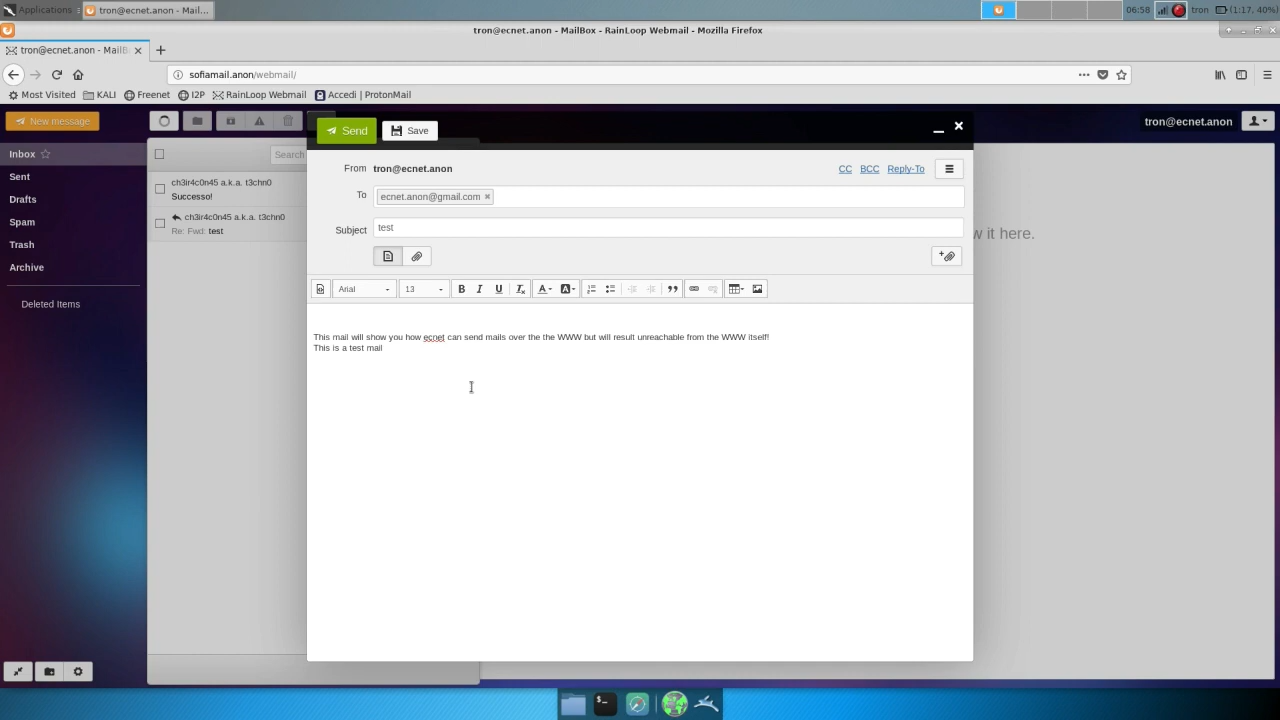 Applications
tron@ecnet.anon - Mail...
06:58
tron
(1:17, 40%)
tron@ecnet.anon - MailBox - RainLoop Webmail - Mozilla Firefox
tron@ecnet.anon - MailB
sofiamail.anon/webmail/
Most Visited
KALI
Freenet
I2P
RainLoop Webmail
Accedi | ProtonMail
New message
Send
Save
tron@ecnet.anon
Inbox
Sent
Drafts
Spam
Trash
Archive
Deleted Items
Search
ch3ir4c0n45 a.k.a. t3chn0
Successo!
ch3ir4c0n45 a.k.a. t3chn0
Re: Fwd: test
From tron@ecnet.anon
CC BCC Reply-To
To ecnet.anon@gmail.com
Subject test
Arial 13
This mail will show you how ecnet can send mails over the the WWW but will result unreachable from the WWW itself!
This is a test mail
w it here.